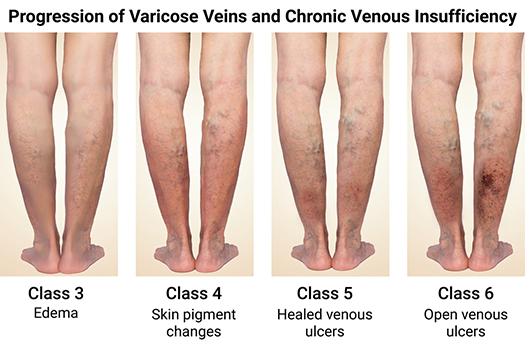 Progression of Varicose Veins and Chronic Venous Insufficiency
Class 3
Edema
Class 4
Skin pigment
changes
Class 5
Healed venous
ulcers
Class 6
Open venous
ulcers